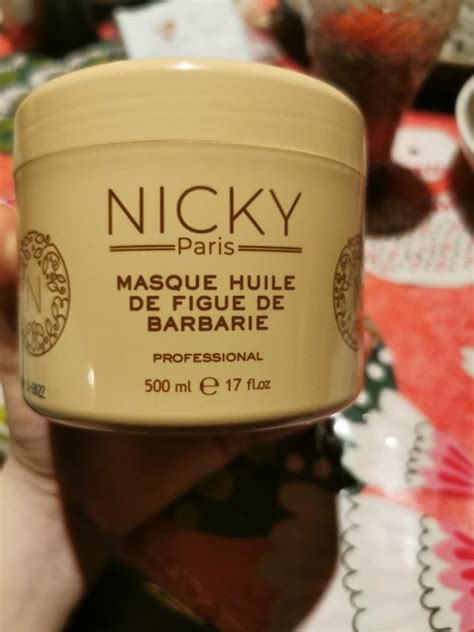 NICKY
Paris
MASQUE HUILE
DE FIGUE DE
BARBARIE
PROFESSIONAL
500 ml ℮ 17 fl.oz
N